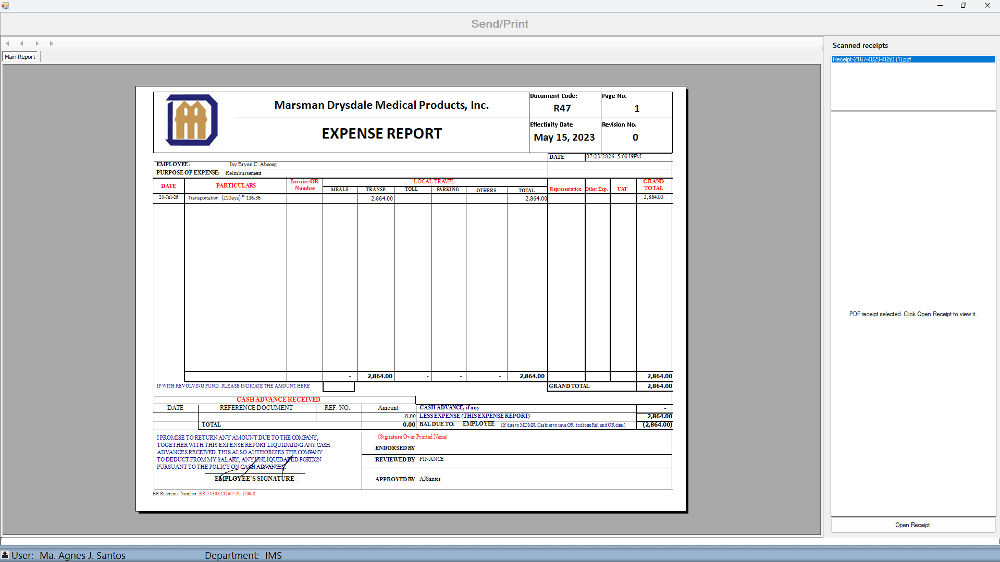 Send/Print
Main Report
Scanned receipts
Receipt-2167-4829-4650 (1).pdf
Marsman Drysdale Medical Products, Inc.
EXPENSE REPORT
Document Code:
R47
Page No.
1
Effectivity Date
May 15, 2023
Revision No.
0
DATE 07/23/2026 5:00:19PM
EMPLOYEE: Jay Bryan C. Abacag
PURPOSE OF EXPENSE: Reimbursement
DATE PARTICULARS Invoice/OR Number LOCAL TRAVEL Representation Other Exp. VAT GRAND TOTAL
MEALS TRANSP. TOLL PARKING OTHERS TOTAL
20-Jul-26 Transportation (21Days) * 136.36 2,864.00 2,864.00 2,864.00
- 2,864.00 - - - 2,864.00 2,864.00
IF WITH REVOLVING FUND. PLEASE INDICATE THE AMOUNT HERE
GRAND TOTAL 2,864.00
CASH ADVANCE RECEIVED
DATE REFERENCE DOCUMENT REF. NO. Amount CASH ADVANCE, if any -
0.00 LESS EXPENSE (THIS EXPENSE REPORT) 2,864.00
TOTAL 0.00 BAL DUE TO: EMPLOYEE (If due to MDMPI, Cashier to issue OR; indicate Ref. and OR date.) (2,864.00)
I PROMISE TO RETURN ANY AMOUNT DUE TO THE COMPANY,
TOGETHER WITH THIS EXPENSE REPORT LIQUIDATING ANY CASH
ADVANCES RECEIVED. THIS ALSO AUTHORIZES THE COMPANY
TO DEDUCT FROM MY SALARY, ANY UNLIQUIDATED PORTION
PURSUANT TO THE POLICY ON CASH ADVANCES.
EMPLOYEE'S SIGNATURE
(Signature Over Printed Name)
ENDORSED BY
REVIEWED BY FINANCE
APPROVED BY AJSantos
ER Reference Number: ER-1430820260720-170618
PDF receipt selected. Click Open Receipt to view it.
Open Receipt
User: Ma. Agnes J. Santos Department: IMS